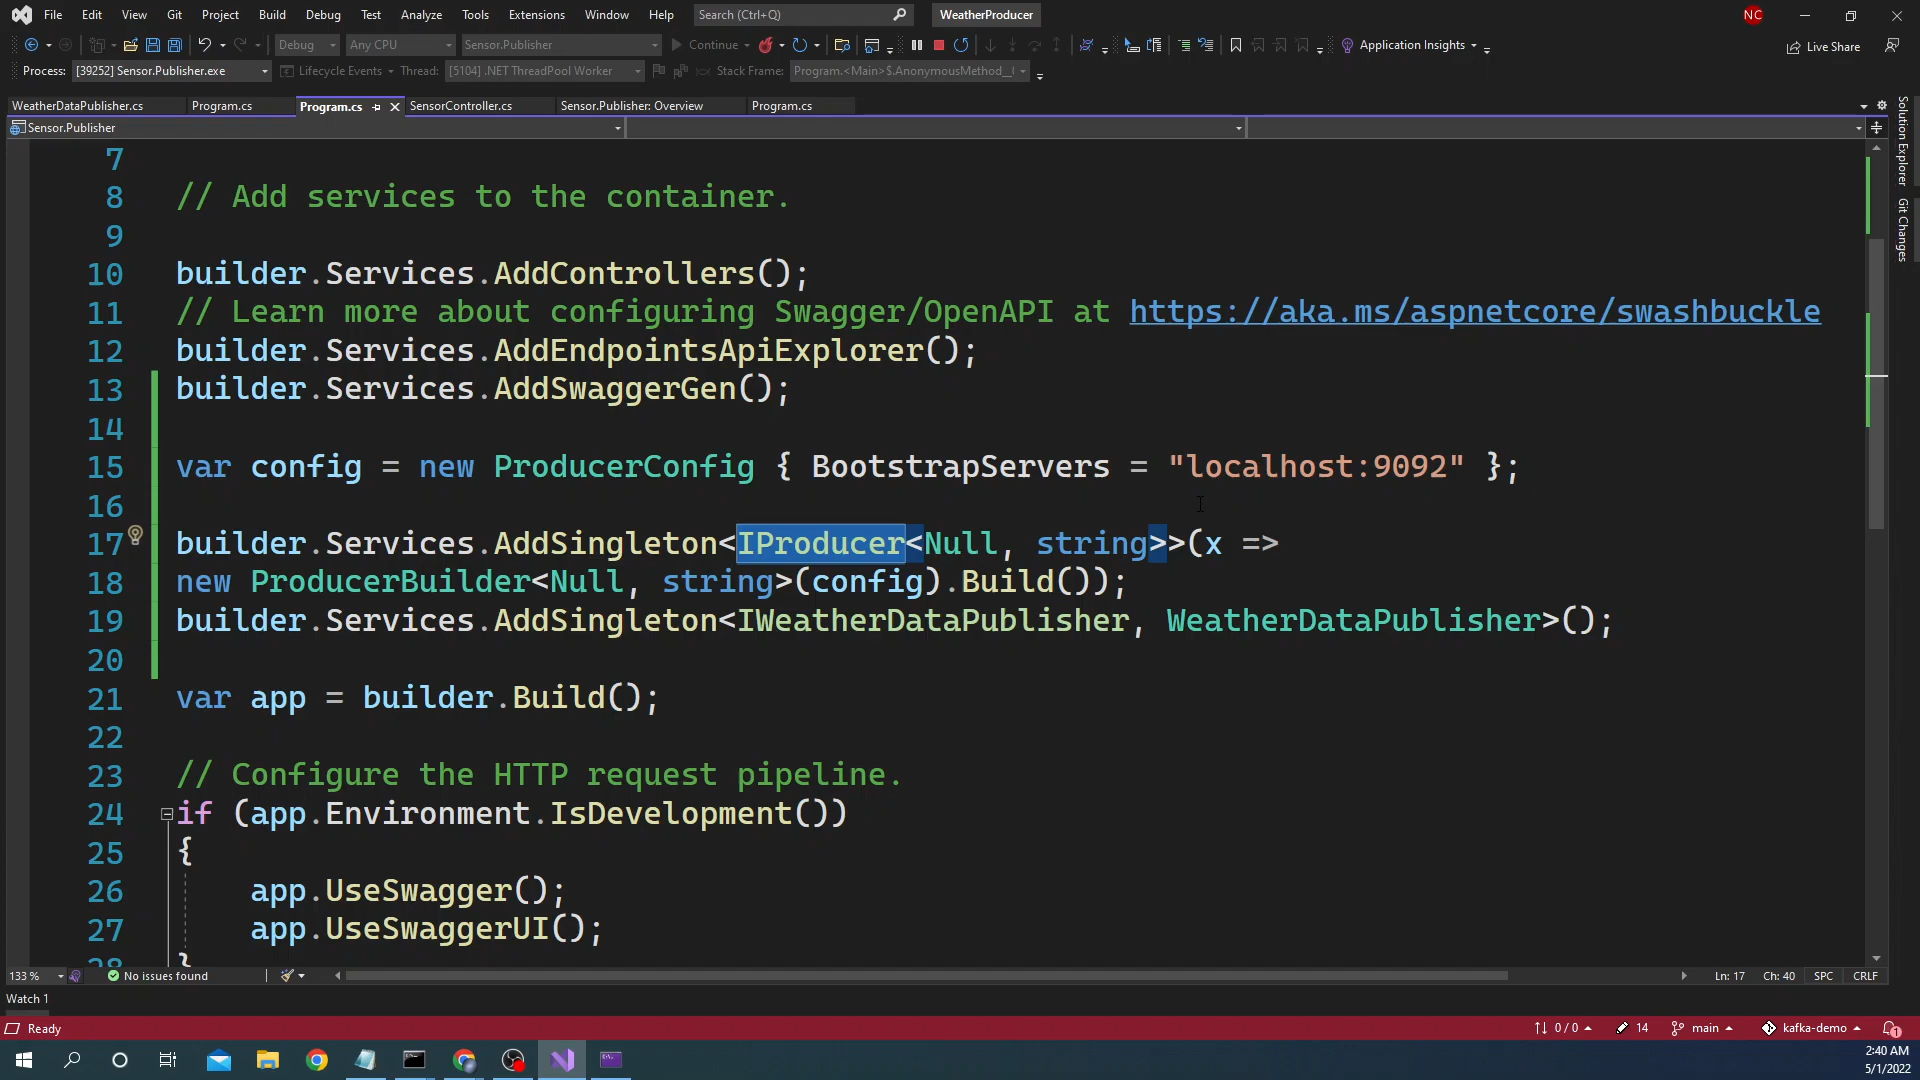 File Edit View Git Project Build Debug Test Analyze Tools Extensions Window Help Search (Ctrl+Q) WeatherProducer NC
Debug Any CPU Sensor.Publisher Continue Application Insights Live Share
Process: [39252] Sensor.Publisher.exe Lifecycle Events Thread: [5104] .NET ThreadPool Worker Stack Frame: Program.<Main>$.AnonymousMethod__(
WeatherDataPublisher.cs Program.cs Program.cs SensorController.cs Sensor.Publisher: Overview Program.cs
Sensor.Publisher
Solution Explorer
Git Changes
7
8 // Add services to the container.
9
10 builder.Services.AddControllers();
11 // Learn more about configuring Swagger/OpenAPI at https://aka.ms/aspnetcore/swashbuckle
12 builder.Services.AddEndpointsApiExplorer();
13 builder.Services.AddSwaggerGen();
14
15 var config = new ProducerConfig { BootstrapServers = "localhost:9092" };
16
17 builder.Services.AddSingleton<IProducer<Null, string>>(x =>
18 new ProducerBuilder<Null, string>(config).Build());
19 builder.Services.AddSingleton<IWeatherDataPublisher, WeatherDataPublisher>();
20
21 var app = builder.Build();
22
23 // Configure the HTTP request pipeline.
24 if (app.Environment.IsDevelopment())
25 {
26 app.UseSwagger();
27 app.UseSwaggerUI();
28 }
133 % No issues found Ln: 17 Ch: 40 SPC CRLF
Watch 1
Ready 0 / 0 14 main kafka-demo 1
2:40 AM
5/1/2022